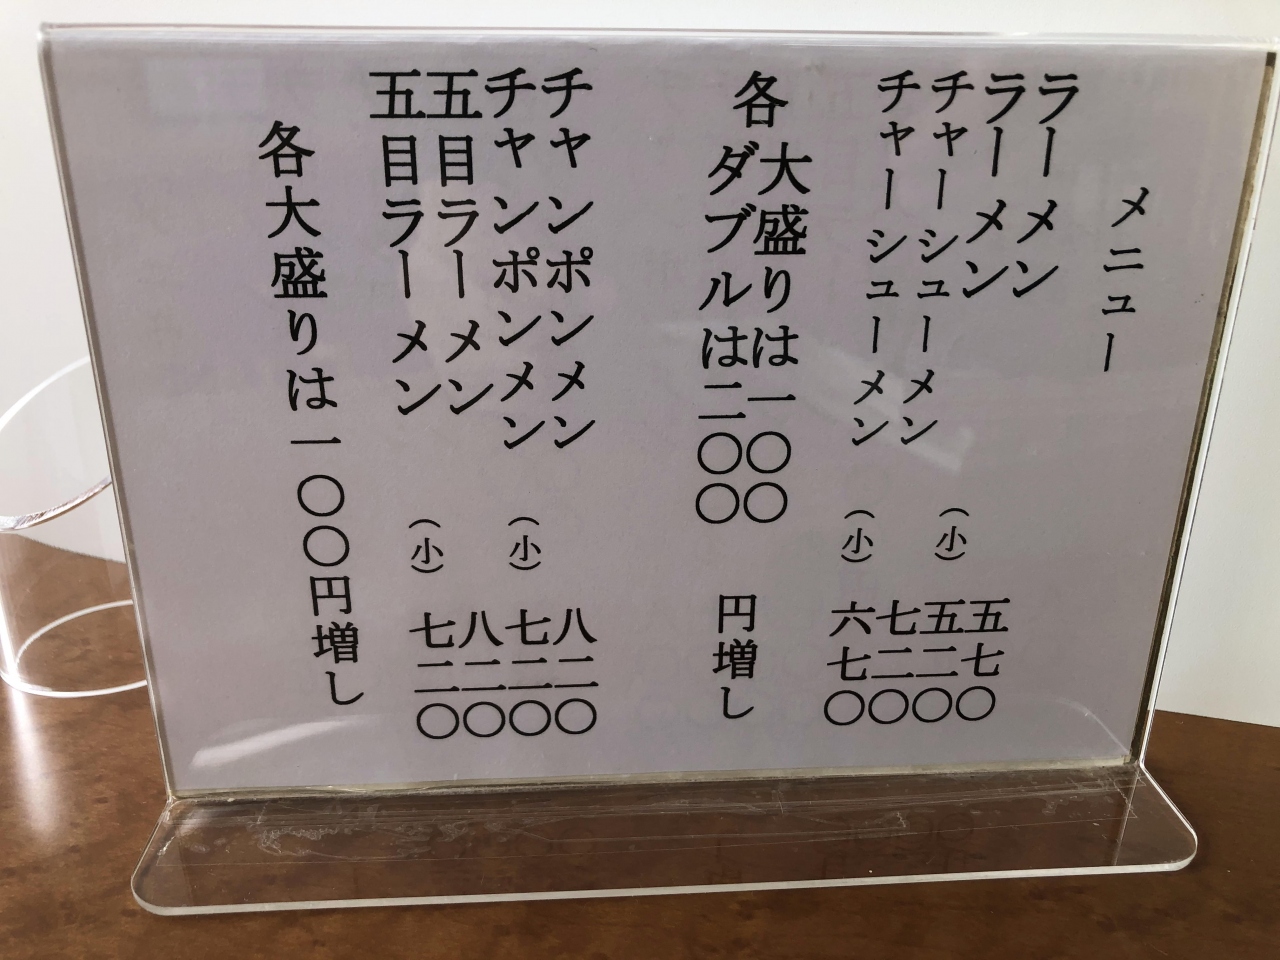 メニュー
ラーメン 五七〇
ラーメン (小) 五二〇
チャーシューメン 七二〇
チャーシューメン (小) 六七〇
各大盛りは一〇〇
ダブルは二〇〇 円増し
チャンポンメン 八二〇
チャンポンメン (小) 七二〇
五目ラーメン 八二〇
五目ラーメン (小) 七二〇
各大盛りは一〇〇円増し